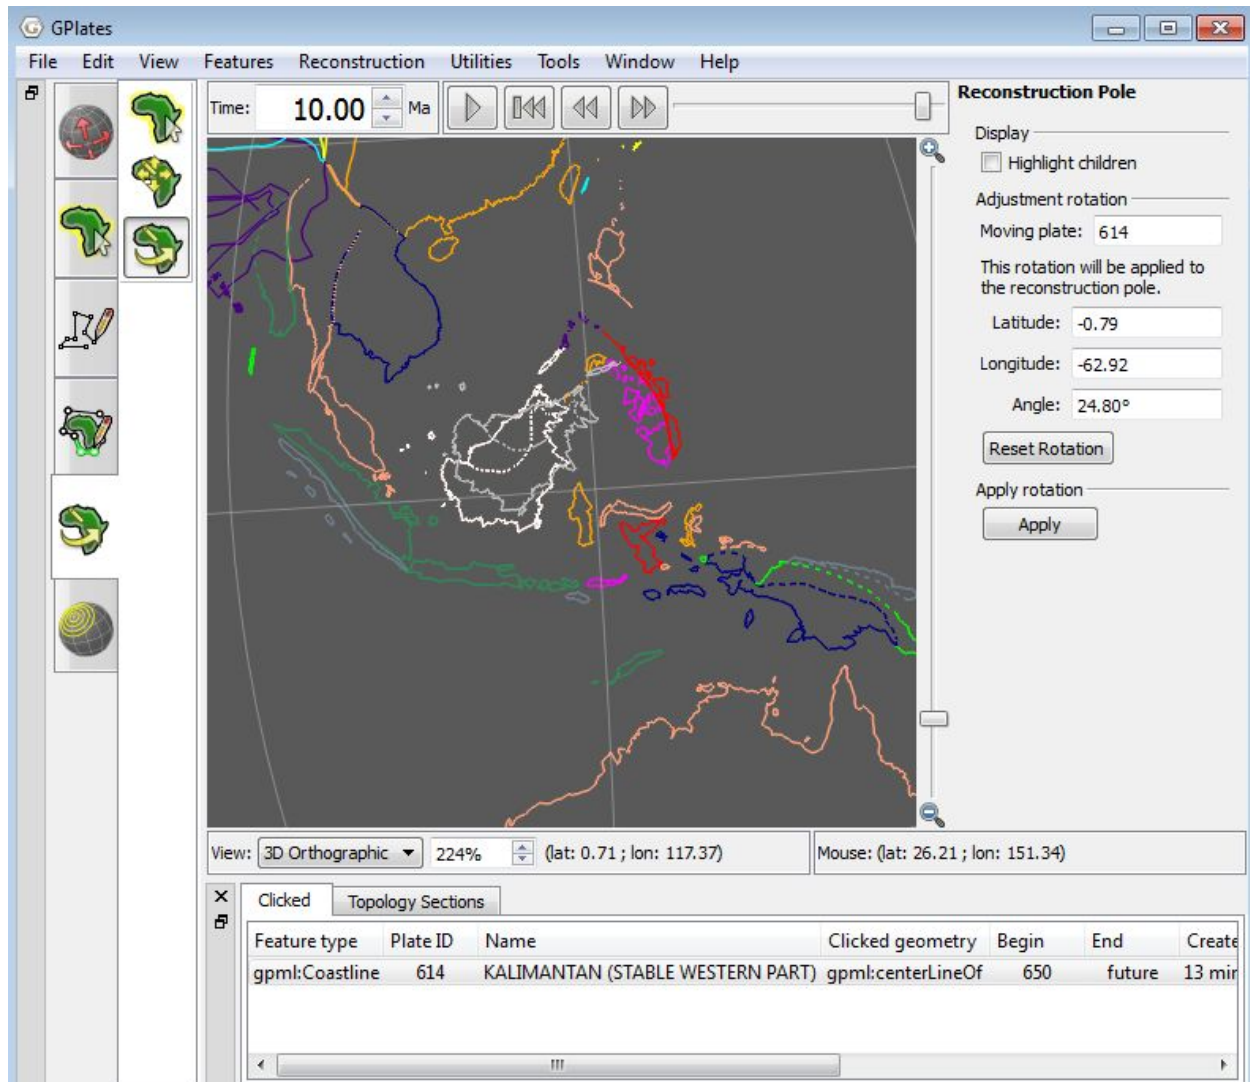 GPlates
File Edit View Features Reconstruction Utilities Tools Window Help
Time: 10.00 Ma
Reconstruction Pole
Display
Highlight children
Adjustment rotation
Moving plate: 614
This rotation will be applied to
the reconstruction pole.
Latitude: -0.79
Longitude: -62.92
Angle: 24.80°
Reset Rotation
Apply rotation
Apply
View: 3D Orthographic 224% (lat: 0.71 ; lon: 117.37) Mouse: (lat: 26.21 ; lon: 151.34)
Clicked Topology Sections
Feature type Plate ID Name Clicked geometry Begin End Create
gpml:Coastline 614 KALIMANTAN (STABLE WESTERN PART) gpml:centerLineOf 650 future 13 mir